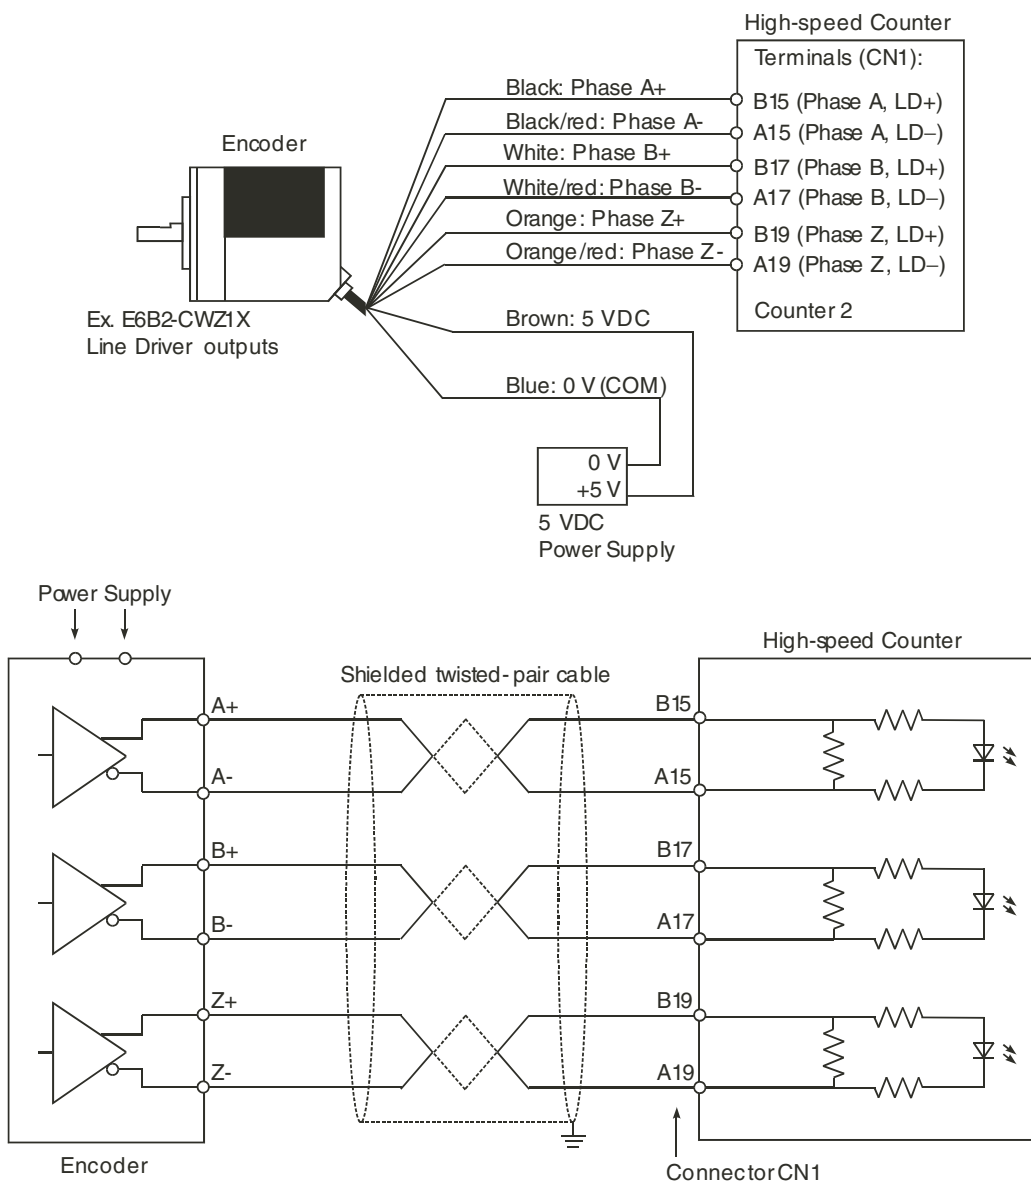 High-speed Counter
Terminals (CN1):
Black: Phase A+
B15 (Phase A, LD+)
Black/red: Phase A-
A15 (Phase A, LD–)
Encoder
White: Phase B+
B17 (Phase B, LD+)
White/red: Phase B-
A17 (Phase B, LD–)
Orange: Phase Z+
B19 (Phase Z, LD+)
Orange/red: Phase Z-
A19 (Phase Z, LD–)
Counter 2
Ex. E6B2-CWZ1X
Line Driver outputs
Brown: 5 VDC
Blue: 0 V (COM)
0 V
+5 V
5 VDC
Power Supply
Power Supply
High-speed Counter
Shielded twisted-pair cable
A+
B15
A-
A15
B+
B17
B-
A17
Z+
B19
Z-
A19
Encoder
Connector CN1